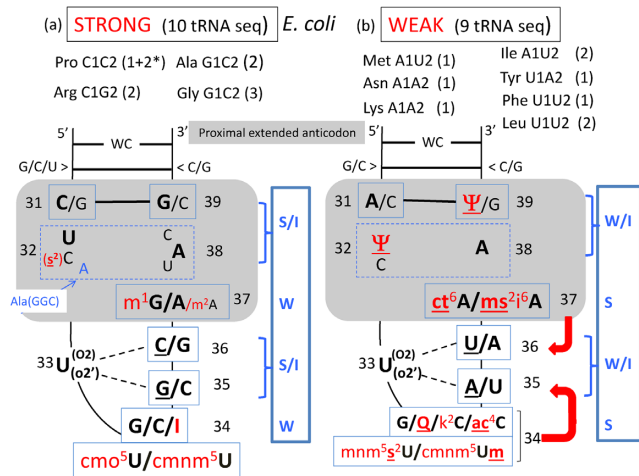 (a) STRONG (10 tRNA seq)
Pro C1C2 (1+2*) Ala G1C2 (2)
Arg C1G2 (2) Gly G1C2 (3)
E. coli
(b) WEAK (9 tRNA seq)
Met A1U2 (1)
Asn A1A2 (1)
Lys A1A2 (1)
Ile A1U2 (2)
Tyr U1A2 (1)
Phe U1U2 (1)
Leu U1U2 (2)
5' 3'
WC
G/C/U > < C/G
Proximal extended anticodon
31 C/G G/C 39
S/I
32 U C 38
(s²)C A
A U
Ala(GGC)
m¹G/A/m²A 37
W
³³U(O2) C/G 36
(o2') G/C 35
S/I
G/C/I 34
W
cmo⁵U/cmnm⁵U
5' 3'
WC
G/C > < C/G
31 A/C Ψ/G 39
W/I
32 Ψ A 38
C
ct⁶A/ms²i⁶A 37
S
³³U(O2) U/A 36
(o2') A/U 35
W/I
G/Q/k²C/ac⁴C 34
S
mnm⁵s²U/cmnm⁵Um